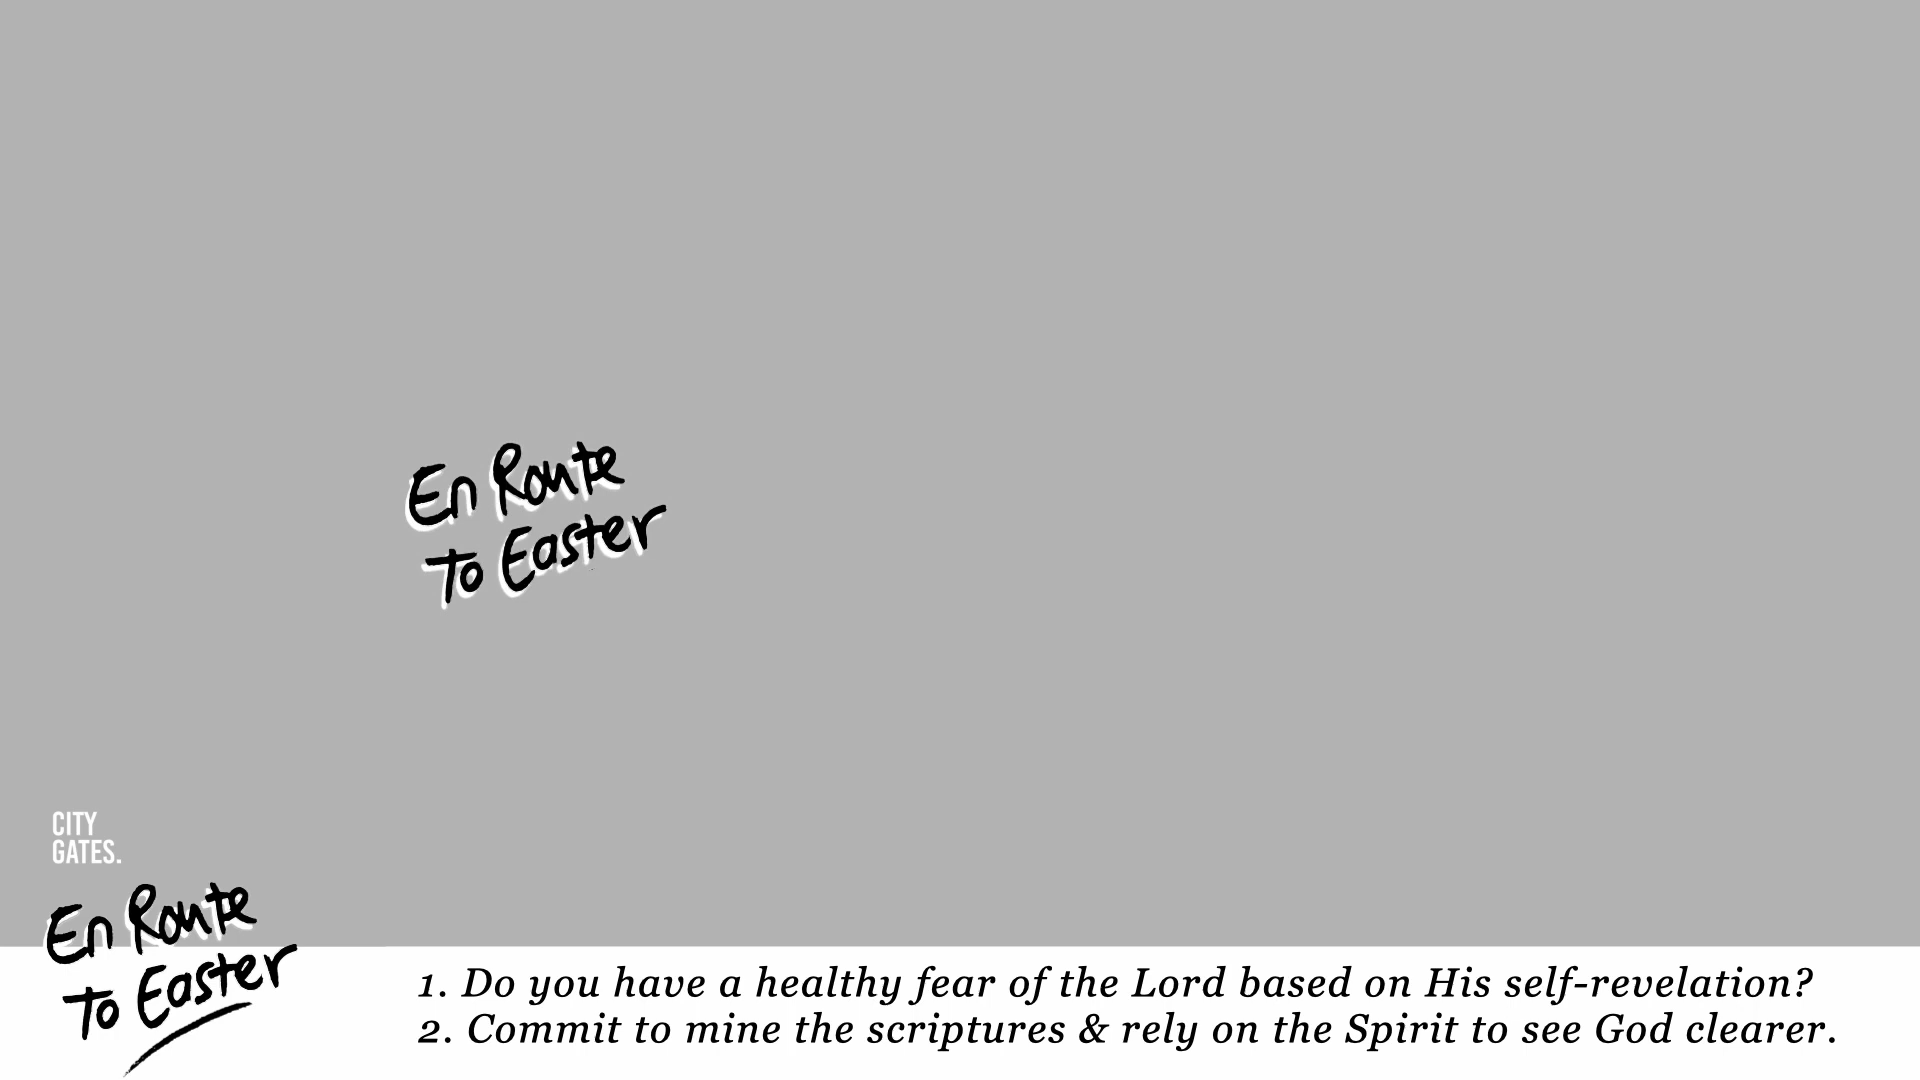 En Route
To Easter
CITY
GATES.
En Route
To Easter
1. Do you have a healthy fear of the Lord based on His self-revelation?
2. Commit to mine the scriptures & rely on the Spirit to see God clearer.